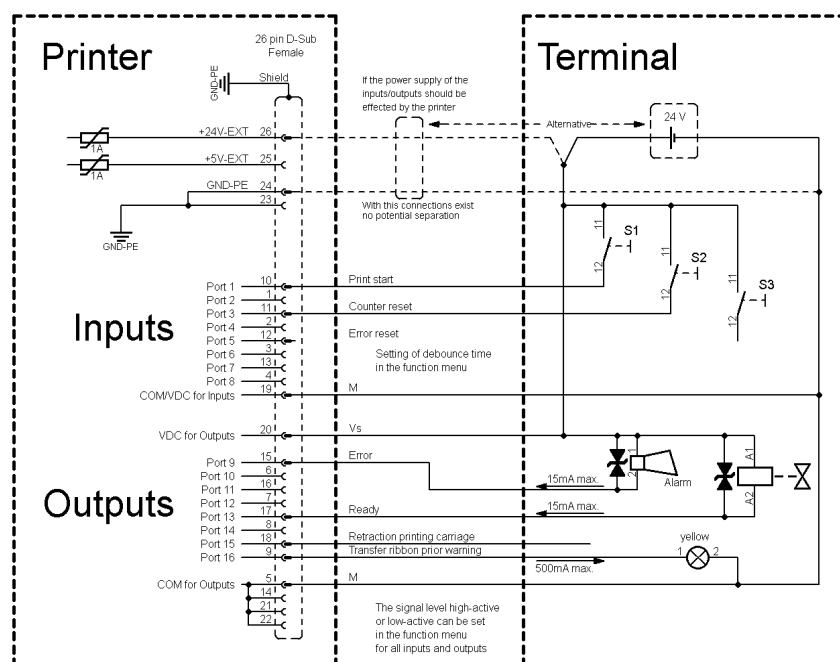 Printer
26 pin D-Sub
Female
Terminal
GND-PE
Shield
If the power supply of the
inputs/outputs should be
effected by the printer
Alternative
24 V
+24V-EXT 26
1A
+5V-EXT 25
1A
GND-PE 24
23
GND-PE
With this connections exist
no potential separation
11
S1
12
11
S2
12
11
S3
12
Inputs
Port 1 10 Print start
Port 2 1
Port 3 11 Counter reset
Port 4 2
Port 5 12 Error reset
Port 6 3
Port 7 13
Port 8 4
Setting of debounce time
in the function menu
COM/VDC for Inputs 19 M
VDC for Outputs 20 Vs
Outputs
Port 9 15 Error
Port 10 6
Port 11 16
Port 12 7
Port 13 17 Ready
Port 14 8
Port 15 18 Retraction printing carriage
Port 16 9 Transfer ribbon prior warning
15mA max.
1
2
Alarm
A1
A2
15mA max.
yellow
1 2
500mA max.
COM for Outputs 5 M
14
21
22
The signal level high-active
or low-active can be set
in the function menu
for all inputs and outputs